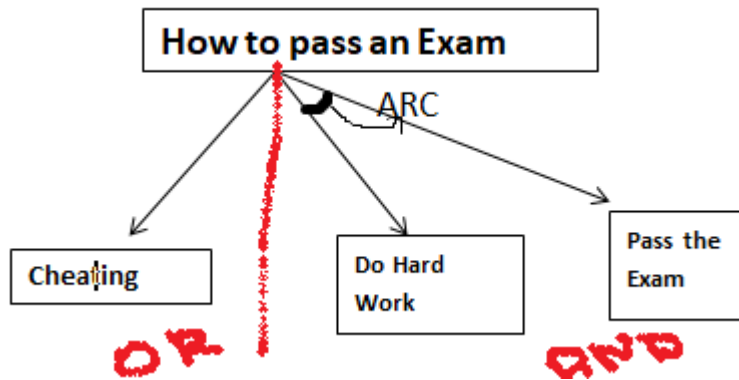 How to pass an Exam
ARC
Cheating
Do Hard
Work
Pass the
Exam
OR
AND